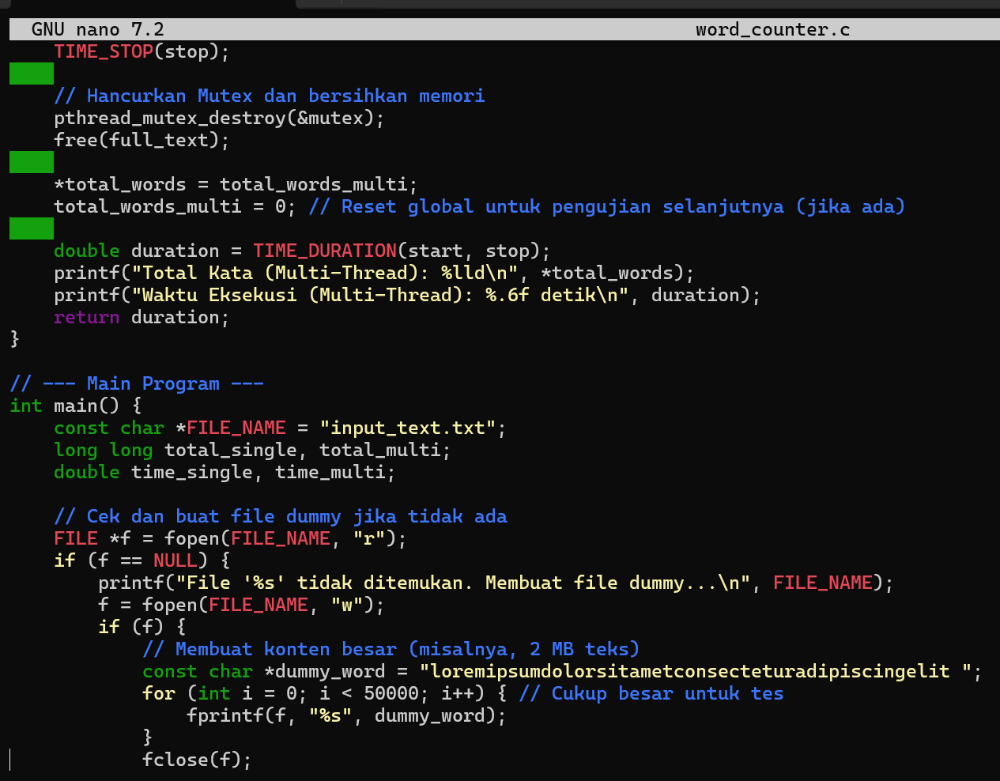 GNU nano 7.2 word_counter.c
    TIME_STOP(stop);
    // Hancurkan Mutex dan bersihkan memori
    pthread_mutex_destroy(&mutex);
    free(full_text);
    *total_words = total_words_multi;
    total_words_multi = 0; // Reset global untuk pengujian selanjutnya (jika ada)
    double duration = TIME_DURATION(start, stop);
    printf("Total Kata (Multi-Thread): %lld\n", *total_words);
    printf("Waktu Eksekusi (Multi-Thread): %.6f detik\n", duration);
    return duration;
}
// --- Main Program ---
int main() {
    const char *FILE_NAME = "input_text.txt";
    long long total_single, total_multi;
    double time_single, time_multi;
    // Cek dan buat file dummy jika tidak ada
    FILE *f = fopen(FILE_NAME, "r");
    if (f == NULL) {
        printf("File '%s' tidak ditemukan. Membuat file dummy...\n", FILE_NAME);
        f = fopen(FILE_NAME, "w");
        if (f) {
            // Membuat konten besar (misalnya, 2 MB teks)
            const char *dummy_word = "loremipsumdolorsitametconsecteturadipiscingelit ";
            for (int i = 0; i < 50000; i++) { // Cukup besar untuk tes
                fprintf(f, "%s", dummy_word);
            }
            fclose(f);